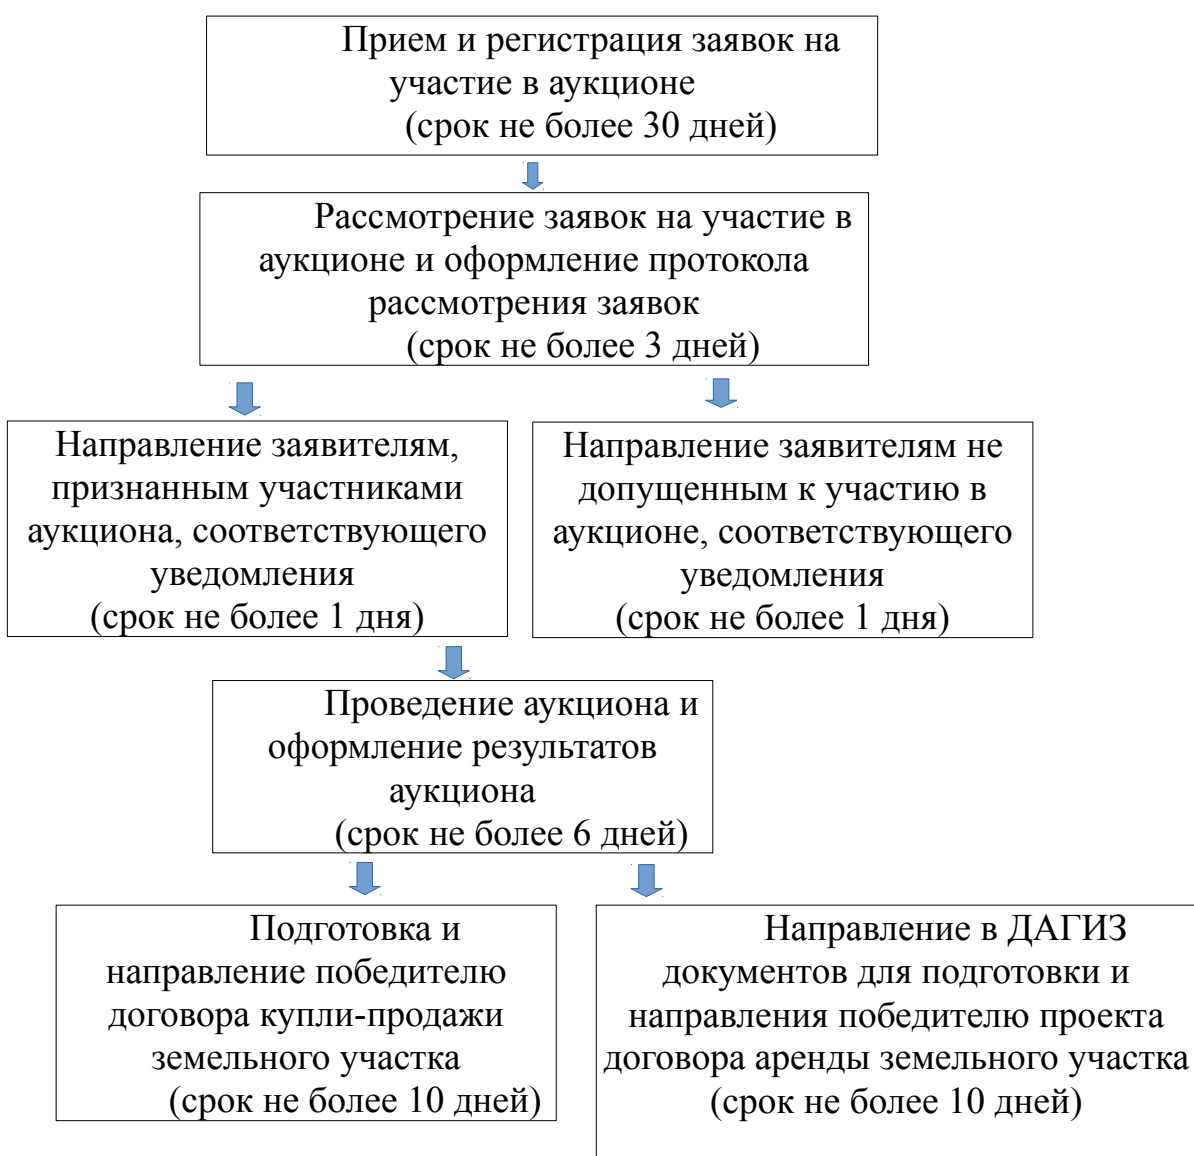 Прием и регистрация заявок на
участие в аукционе
(срок не более 30 дней)
Рассмотрение заявок на участие в
аукционе и оформление протокола
рассмотрения заявок
(срок не более 3 дней)
Направление заявителям,
признанным участниками
аукциона, соответствующего
уведомления
(срок не более 1 дня)
Направление заявителям не
допущенным к участию в
аукционе, соответствующего
уведомления
(срок не более 1 дня)
Проведение аукциона и
оформление результатов
аукциона
(срок не более 6 дней)
Подготовка и
направление победителю
договора купли-продажи
земельного участка
(срок не более 10 дней)
Направление в ДАГИЗ
документов для подготовки и
направления победителю проекта
договора аренды земельного участка
(срок не более 10 дней)